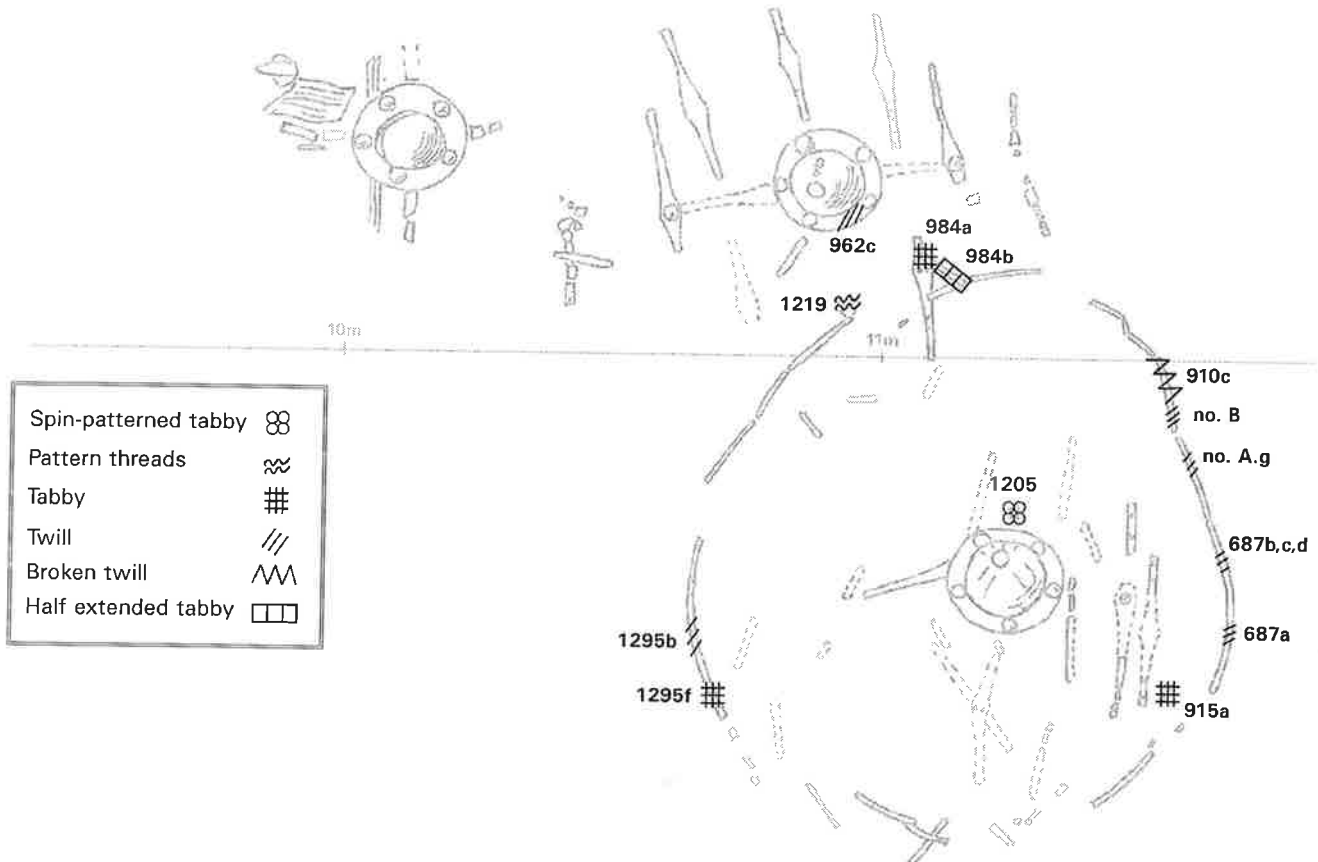 984a
962c
984b
1219
10m
11m
910c
no. B
no. A.g
1205
687b,c,d
687a
1295b
1295f
915a
Spin-patterned tabby
Pattern threads
Tabby
Twill
Broken twill
Half extended tabby